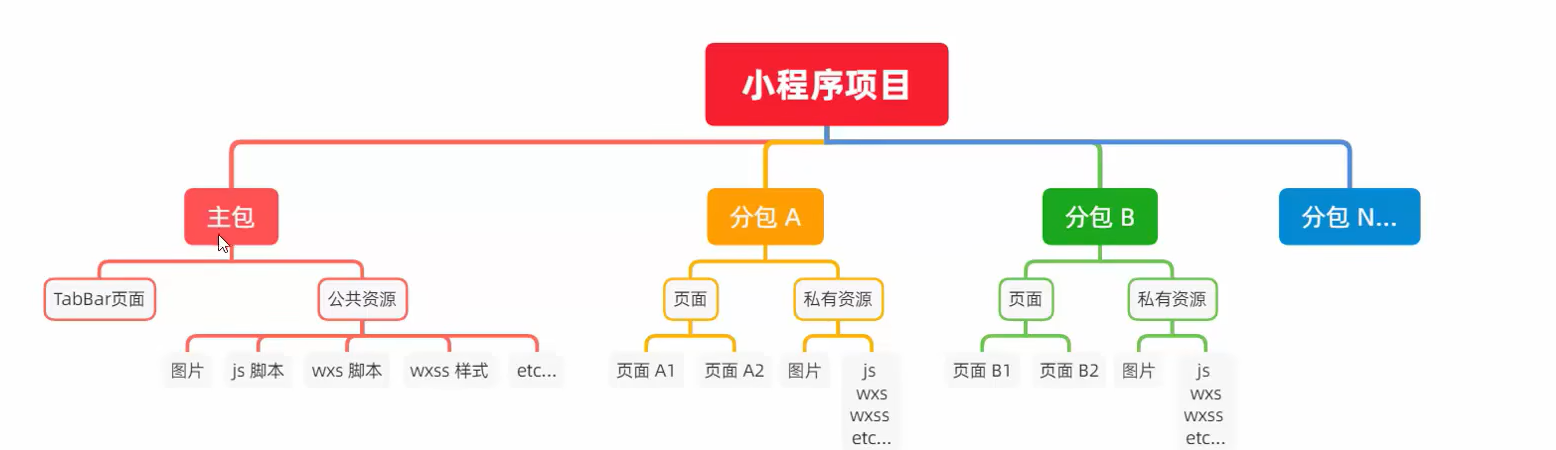 小程序项目
主包
分包 A
分包 B
分包 N...
TabBar页面
公共资源
页面
私有资源
页面
私有资源
图片
js 脚本
wxs 脚本
wxss 样式
etc...
页面 A1
页面 A2
图片
js
wxs
wxss
etc...
页面 B1
页面 B2
图片
js
wxs
wxss
etc...